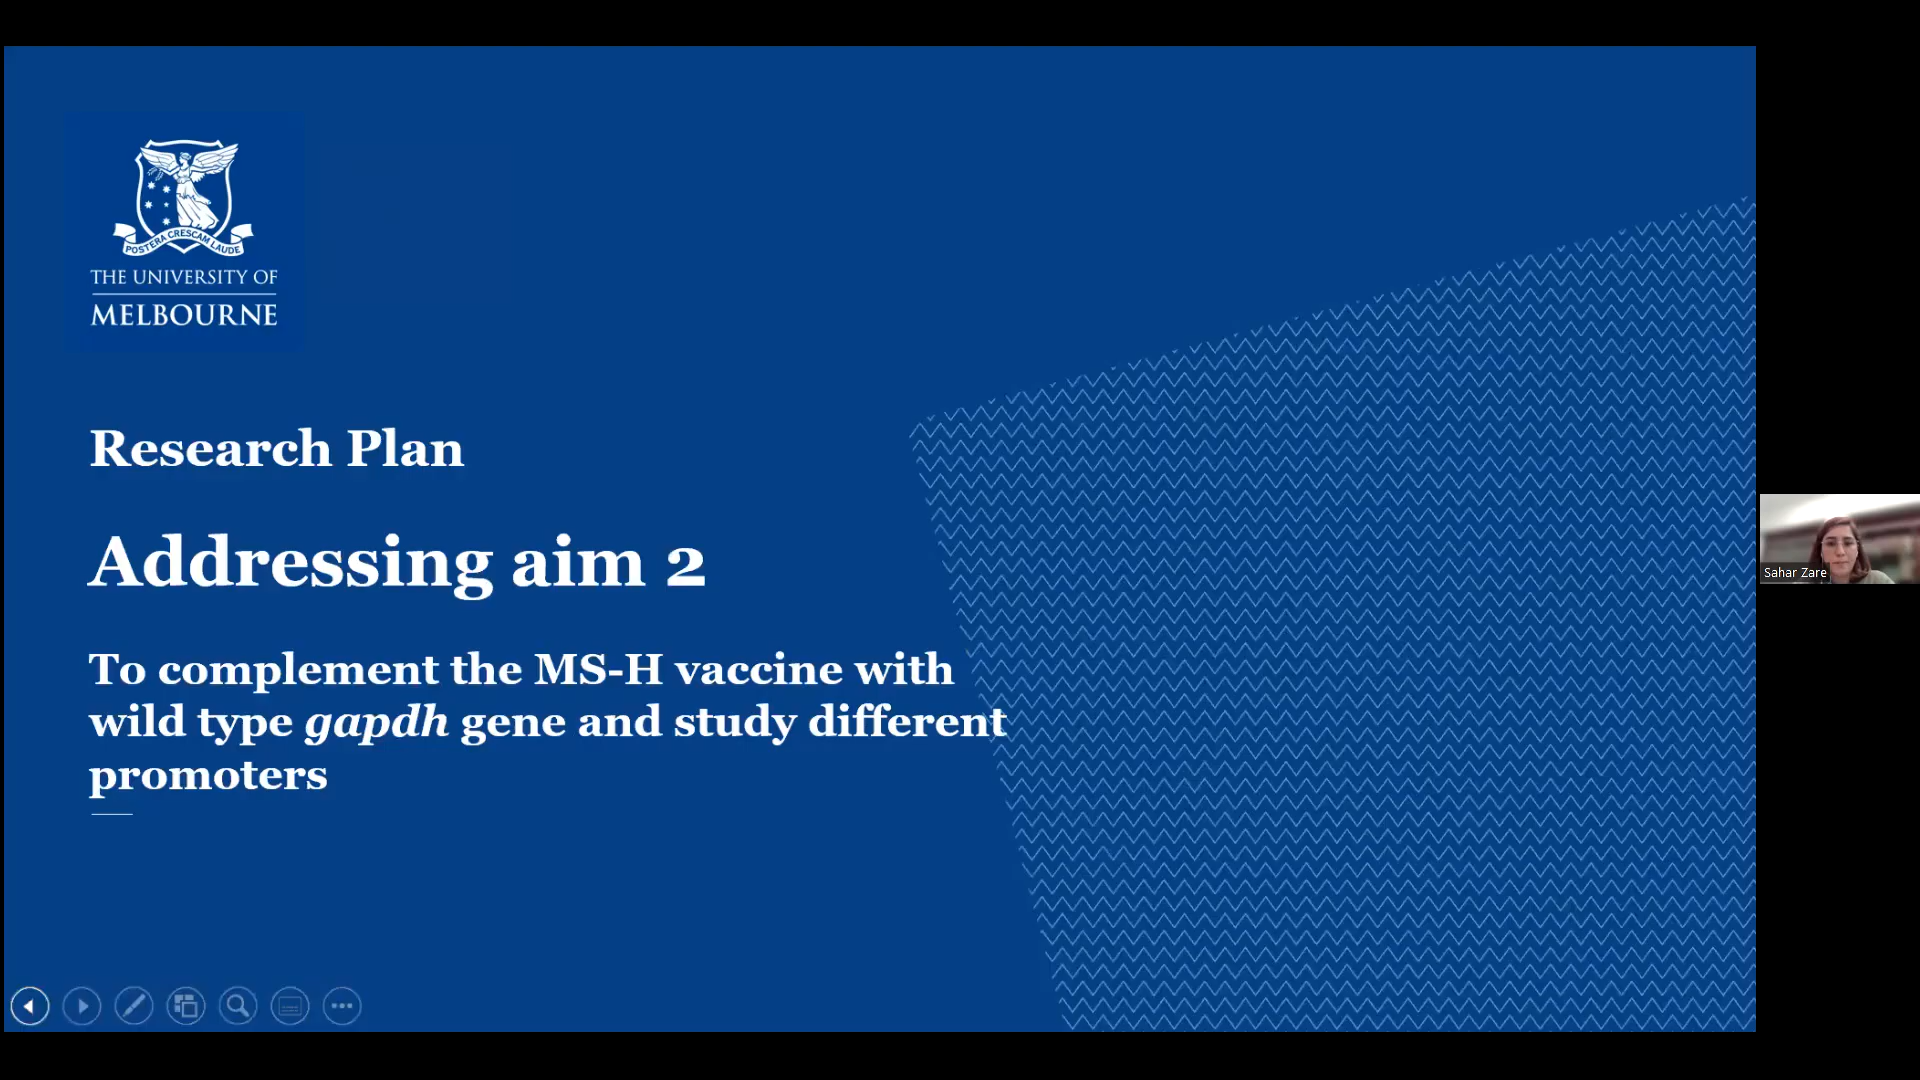 POSTERA CRESCAM LAUDE
THE UNIVERSITY OF
MELBOURNE
Research Plan
Addressing aim 2
To complement the MS-H vaccine with
wild type gapdh gene and study different
promoters
Sahar Zare